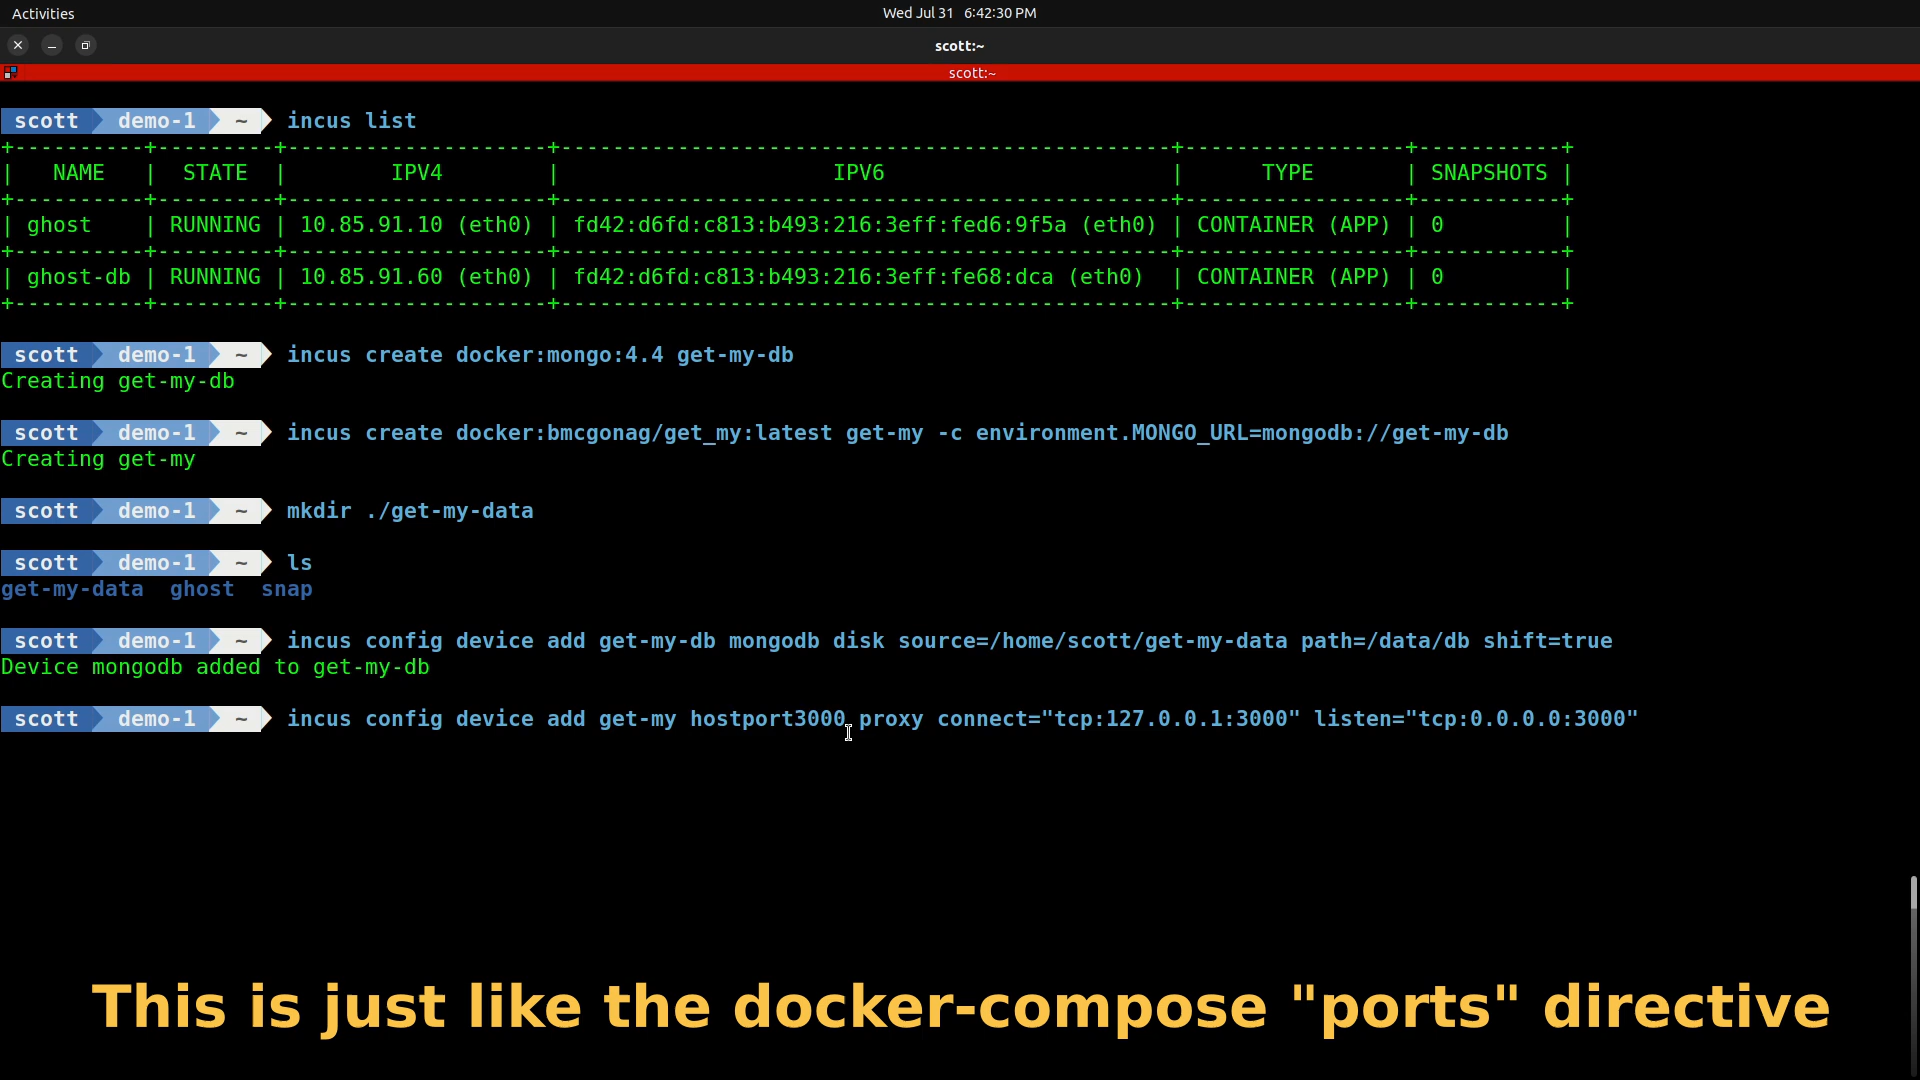 Activities
Wed Jul 31 6:42:30 PM
scott:~
scott:~
scott demo-1 ~ incus list
+----------+---------+--------------------+-----------------------------------------------+-----------------+-----------+
| NAME | STATE | IPV4 | IPV6 | TYPE | SNAPSHOTS |
+----------+---------+--------------------+-----------------------------------------------+-----------------+-----------+
| ghost | RUNNING | 10.85.91.10 (eth0) | fd42:d6fd:c813:b493:216:3eff:fed6:9f5a (eth0) | CONTAINER (APP) | 0 |
+----------+---------+--------------------+-----------------------------------------------+-----------------+-----------+
| ghost-db | RUNNING | 10.85.91.60 (eth0) | fd42:d6fd:c813:b493:216:3eff:fe68:dca (eth0) | CONTAINER (APP) | 0 |
+----------+---------+--------------------+-----------------------------------------------+-----------------+-----------+
scott demo-1 ~ incus create docker:mongo:4.4 get-my-db
Creating get-my-db
scott demo-1 ~ incus create docker:bmcgonag/get_my:latest get-my -c environment.MONGO_URL=mongodb://get-my-db
Creating get-my
scott demo-1 ~ mkdir ./get-my-data
scott demo-1 ~ ls
get-my-data ghost snap
scott demo-1 ~ incus config device add get-my-db mongodb disk source=/home/scott/get-my-data path=/data/db shift=true
Device mongodb added to get-my-db
scott demo-1 ~ incus config device add get-my hostport3000 proxy connect="tcp:127.0.0.1:3000" listen="tcp:0.0.0.0:3000"
This is just like the docker-compose "ports" directive